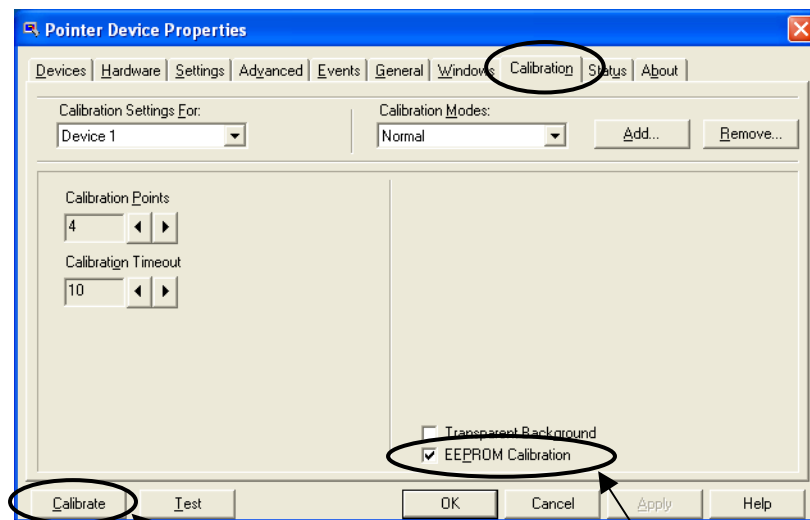 Pointer Device Properties
Devices Hardware Settings Advanced Events General Windows Calibration Status About
Calibration Settings For: Calibration Modes:
Device 1 Normal Add... Remove...
Calibration Points
4
Calibration Timeout
10
Transparent Background
EEPROM Calibration
Calibrate Test OK Cancel Apply Help